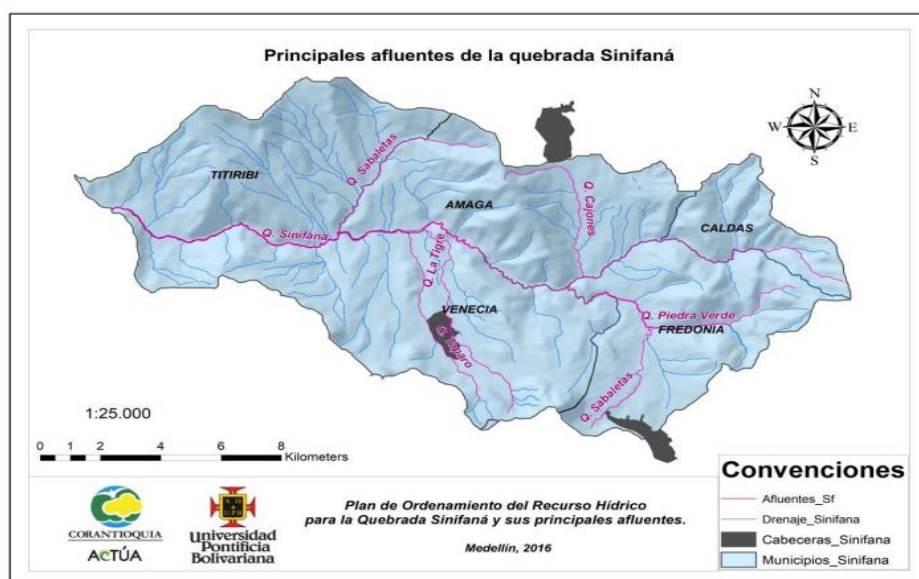 Principales afluentes de la quebrada Sinifaná
N
W E
S
Q. Sabaletas
TITIRIBI
AMAGA
Q. Cajones
CALDAS
Q. Sinifana
Q. La Tigre
VENECIA
Q. Piedra Verde
FREDONIA
Q. Sabaletas
1:25.000
0 1 2 4 6 8
Kilometers
Convenciones
Afluentes_Sf
Drenaje_Sinifana
Cabeceras_Sinifana
Municipios_Sinifana
CORANTIOQUIA
ACTÚA
Universidad
Pontificia
Bolivariana
Plan de Ordenamiento del Recurso Hídrico
para la Quebrada Sinifaná y sus principales afluentes.
Medellín, 2016